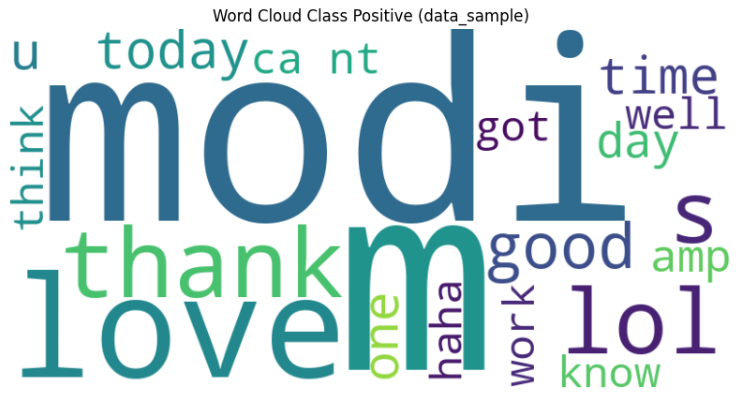 Word Cloud Class Positive (data_sample)
u
today
ca nt
modi
time
well
got
day
think
s
thank
m
good
amp
love
one
haha
work
lol
know